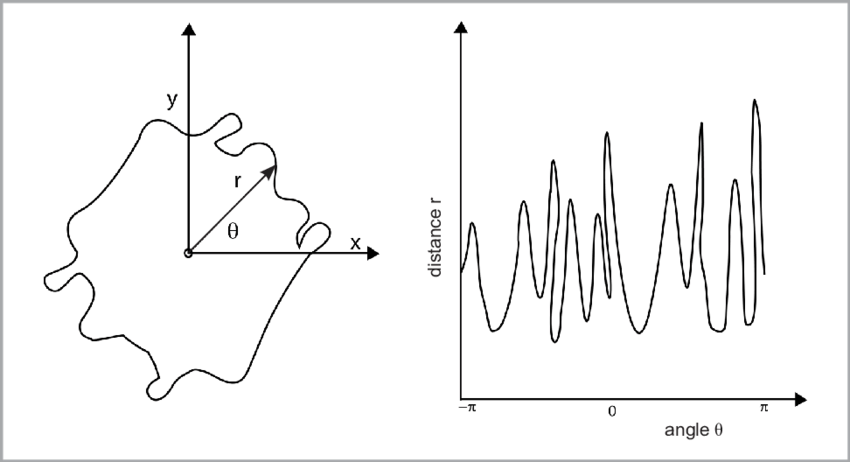 y
r
θ
x
distance r
−π
0
π
angle θ